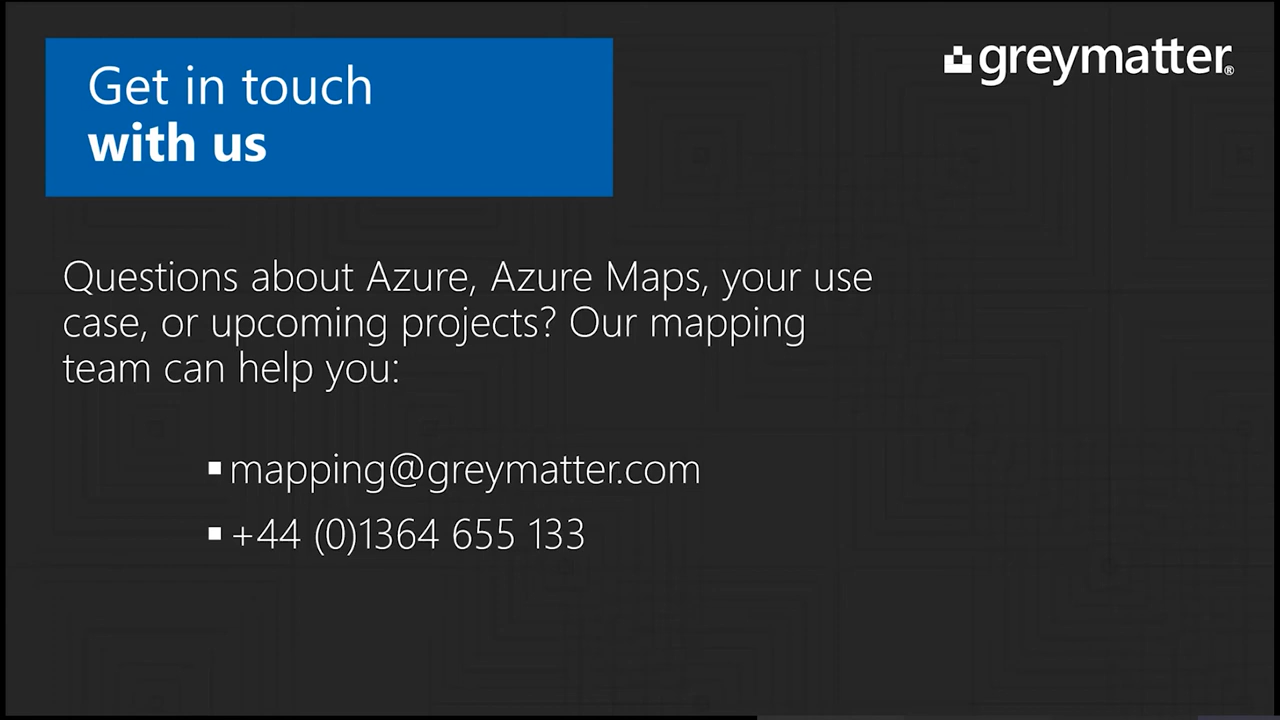 Get in touch
with us
greymatter®
Questions about Azure, Azure Maps, your use
case, or upcoming projects? Our mapping
team can help you:
▪ mapping@greymatter.com
▪ +44 (0)1364 655 133